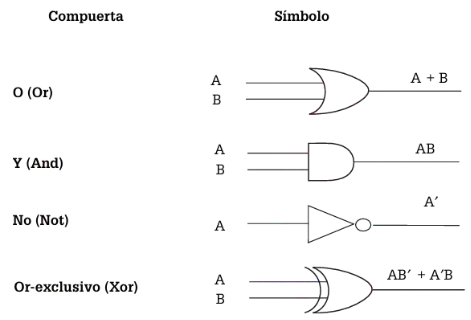 Compuerta Símbolo
O (Or) A B A + B
Y (And) A B AB
No (Not) A A′
Or-exclusivo (Xor) A B AB′ + A′B